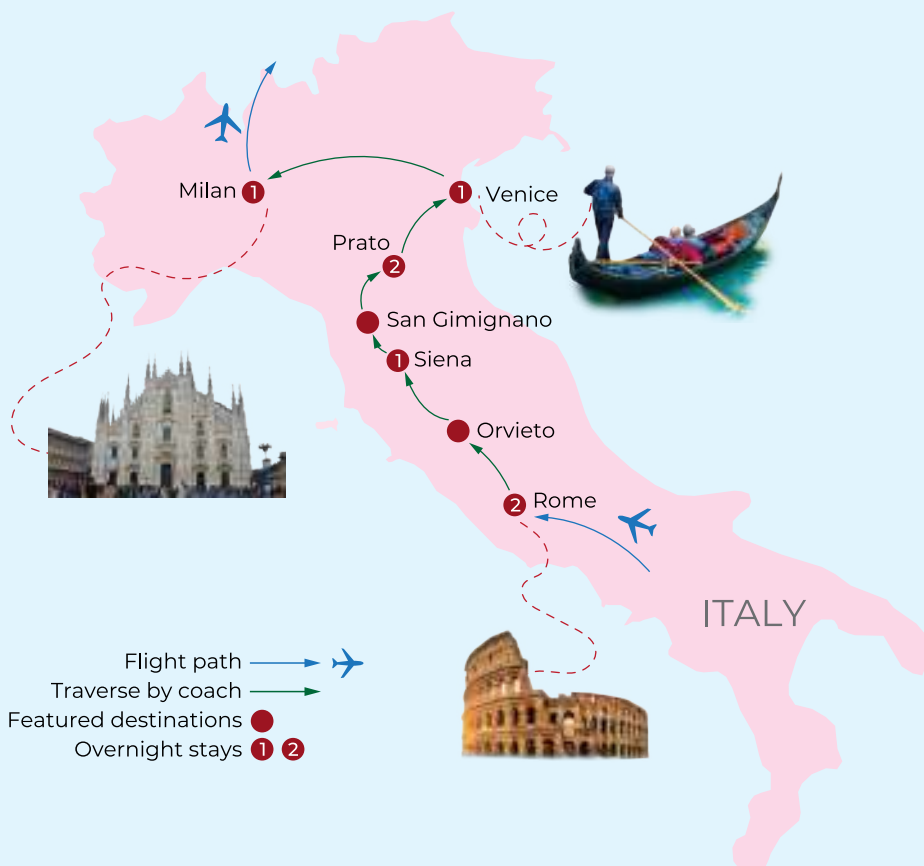 Milan 1
1 Venice
Prato
2
San Gimignano
1 Siena
Orvieto
2 Rome
ITALY
Flight path
Traverse by coach
Featured destinations
Overnight stays 1 2